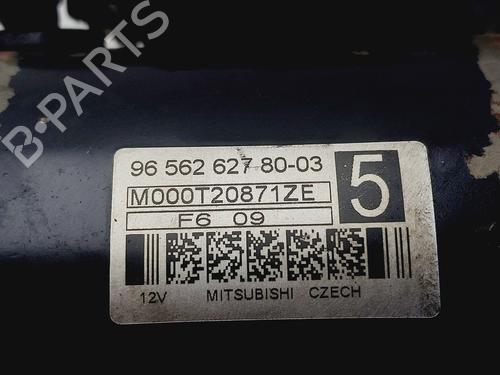 B-PARTS
96 562 627 80-03
M000T20871ZE
5
F6 09
12V MITSUBISHI CZECH